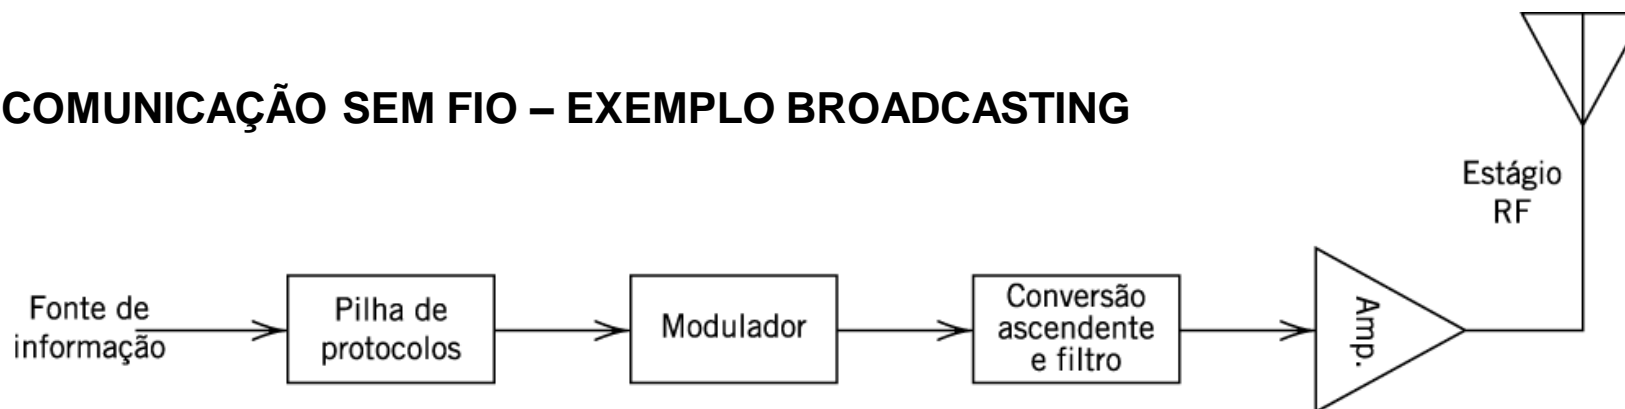 COMUNICAÇÃO SEM FIO – EXEMPLO BROADCASTING
Estágio
RF
Fonte de
informação
Pilha de
protocolos
Modulador
Conversão
ascendente
e filtro
Amp.